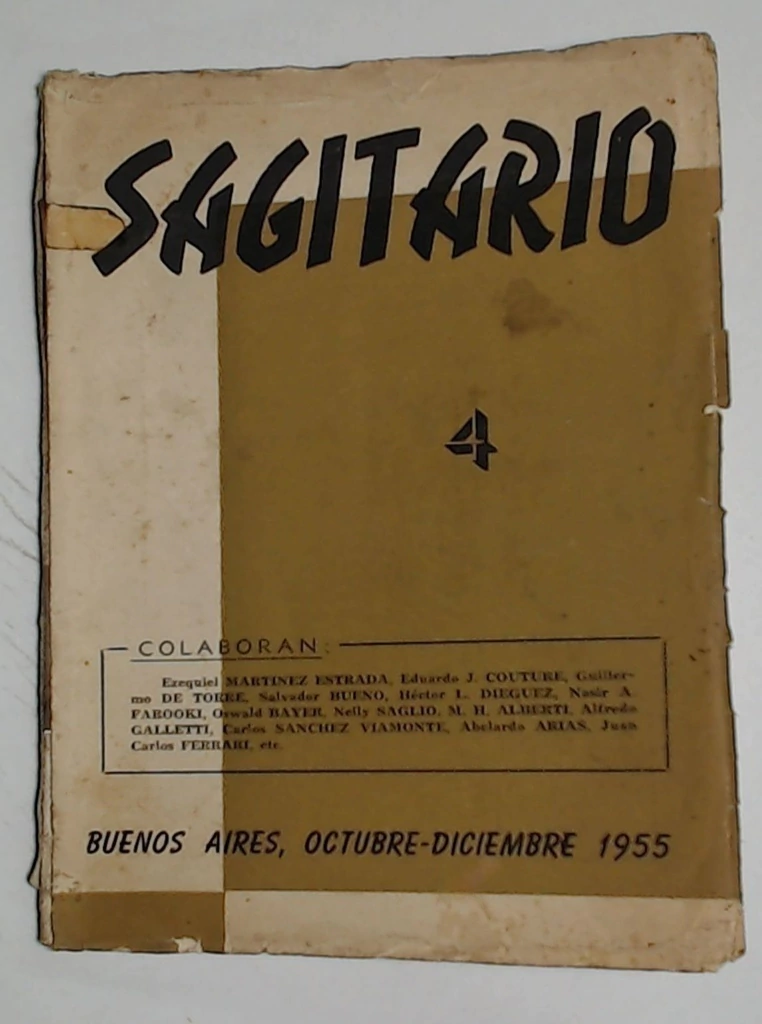 SAGITARIO
4
COLABORAN:
Ezequiel MARTINEZ ESTRADA, Eduardo J. COUTURE, Guiller-
mo DE TORRE, Salvador BUENO, Héctor L. DIEGUEZ, Nasir A.
FAROOKI, Oswald BAYER, Nelly SAGLIO, M. H. ALBERTI, Alfredo
GALLETTI, Carlos SANCHEZ VIAMONTE, Abelardo ARIAS, Juan
Carlos FERRARI, etc.
BUENOS AIRES, OCTUBRE-DICIEMBRE 1955